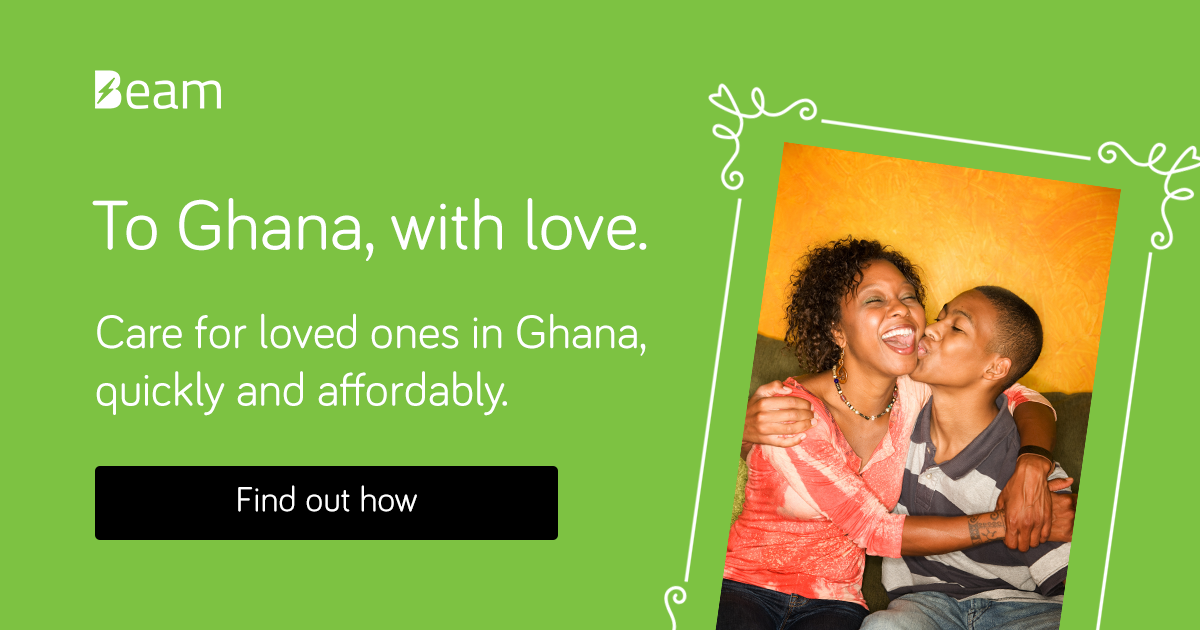 Beam
To Ghana, with love.
Care for loved ones in Ghana,
quickly and affordably.
Find out how